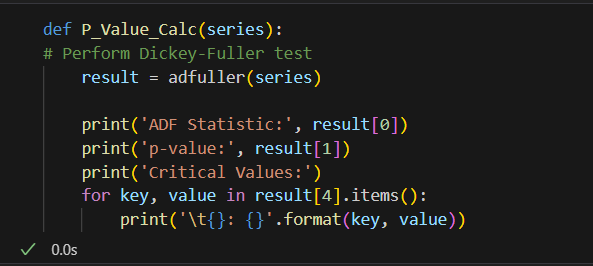 def P_Value_Calc(series):
# Perform Dickey-Fuller test
    result = adfuller(series)

    print('ADF Statistic:', result[0])
    print('p-value:', result[1])
    print('Critical Values:')
    for key, value in result[4].items():
        print('\t{}: {}'.format(key, value))
0.0s